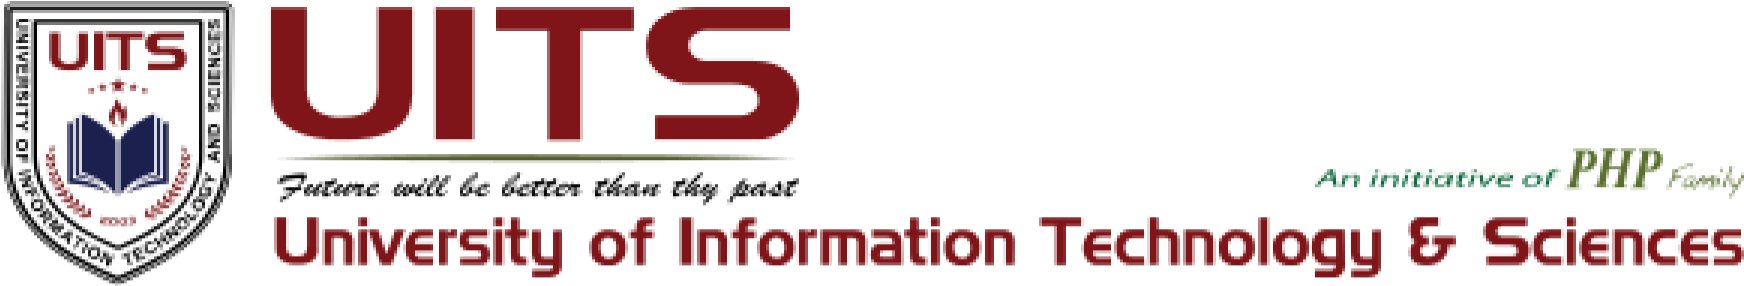 UITS
UNIVERSITY OF INFORMATION TECHNOLOGY AND SCIENCES
2003
UITS
Future will be better than thy past
An initiative of PHP Family
University of Information Technology & Sciences